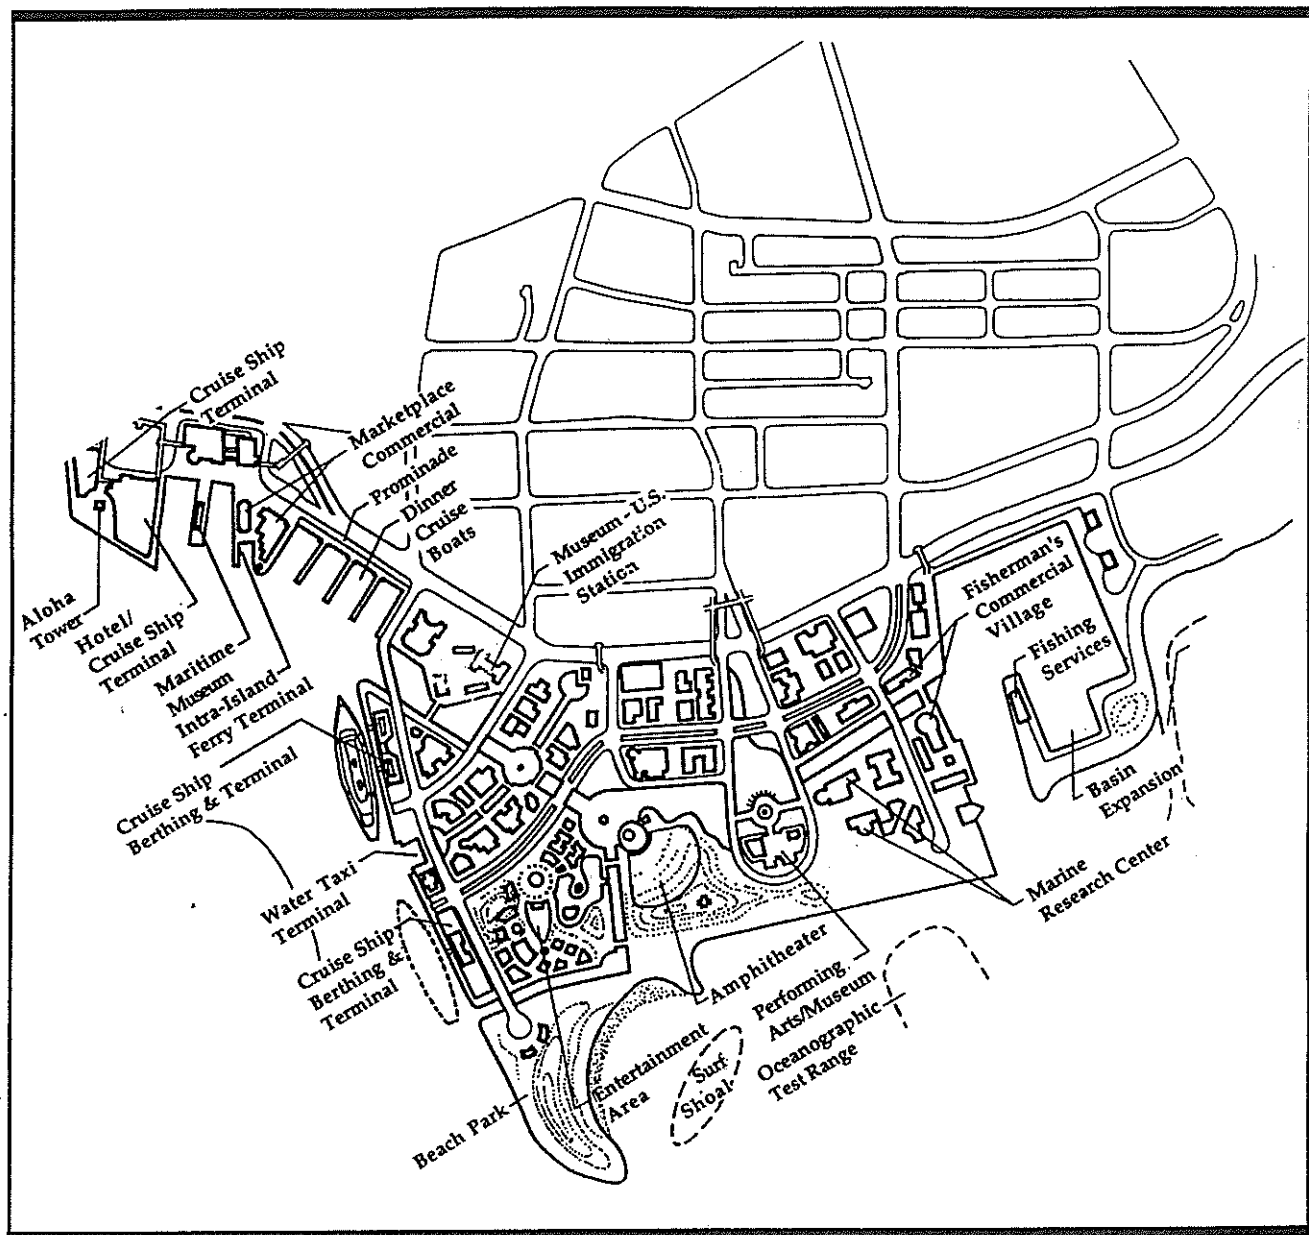 Cruise Ship
Terminal
Marketplace
Commercial
Prominade
Dinner
Cruise
Boats
Museum - U.S.
Immigration
Station
Fisherman's
Commercial
Village
Fishing
Services
Aloha
Tower
Hotel/
Cruise Ship
Terminal
Maritime
Museum
Intra-Island
Ferry Terminal
Cruise Ship
Berthing & Terminal
Water Taxi
Terminal
Cruise Ship
Berthing &
Terminal
Basin
Expansion
Marine
Research Center
Amphitheater
Performing
Arts/Museum
Oceanographic
Test Range
Entertainment
Area
Surf
Shoal
Beach Park